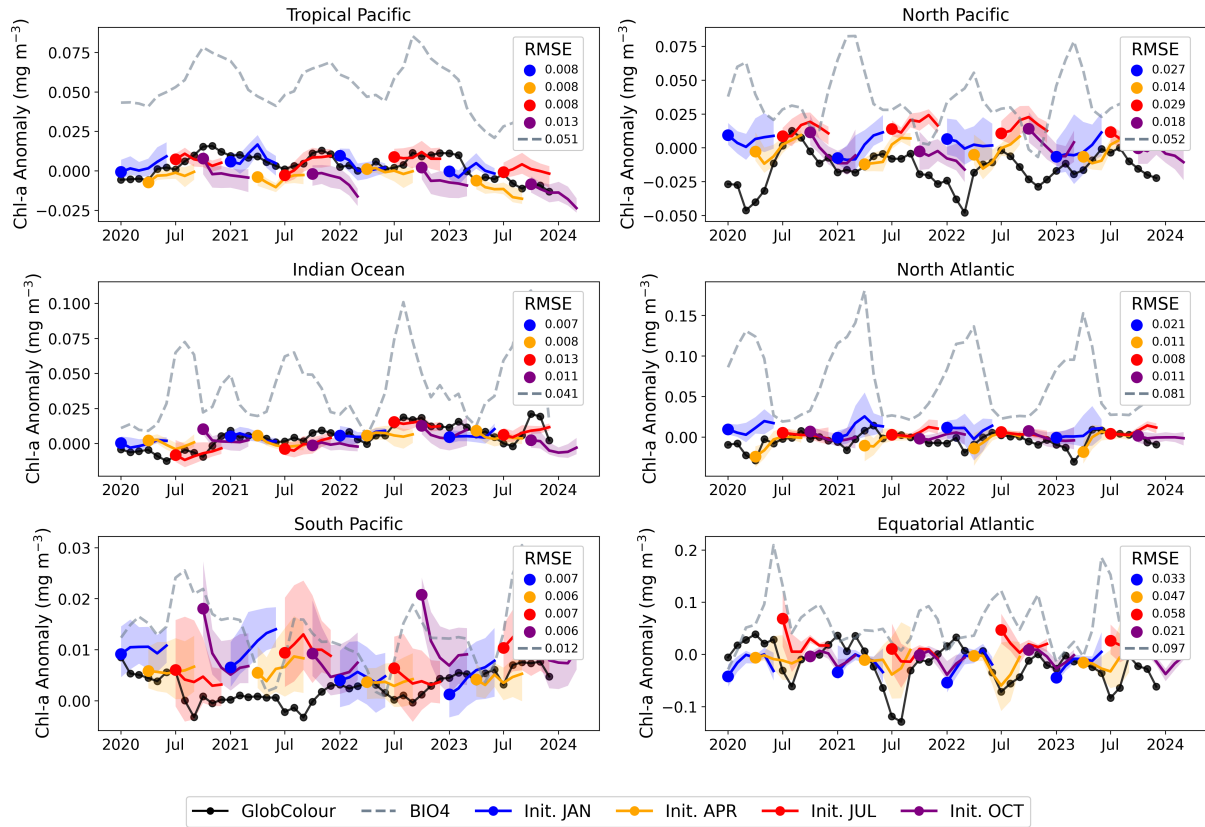 Tropical Pacific
Chl-a Anomaly (mg m⁻³)
0.075
0.050
0.025
0.000
−0.025
2020 Jul 2021 Jul 2022 Jul 2023 Jul 2024
RMSE
0.008
0.008
0.008
0.013
0.051
North Pacific
Chl-a Anomaly (mg m⁻³)
0.075
0.050
0.025
0.000
−0.025
−0.050
2020 Jul 2021 Jul 2022 Jul 2023 Jul 2024
RMSE
0.027
0.014
0.029
0.018
0.052
Indian Ocean
Chl-a Anomaly (mg m⁻³)
0.100
0.075
0.050
0.025
0.000
2020 Jul 2021 Jul 2022 Jul 2023 Jul 2024
RMSE
0.007
0.008
0.013
0.011
0.041
North Atlantic
Chl-a Anomaly (mg m⁻³)
0.15
0.10
0.05
0.00
2020 Jul 2021 Jul 2022 Jul 2023 Jul 2024
RMSE
0.021
0.011
0.008
0.011
0.081
South Pacific
Chl-a Anomaly (mg m⁻³)
0.03
0.02
0.01
0.00
2020 Jul 2021 Jul 2022 Jul 2023 Jul 2024
RMSE
0.007
0.006
0.007
0.006
0.012
Equatorial Atlantic
Chl-a Anomaly (mg m⁻³)
0.2
0.1
0.0
−0.1
2020 Jul 2021 Jul 2022 Jul 2023 Jul 2024
RMSE
0.033
0.047
0.058
0.021
0.097
GlobColour BIO4 Init. JAN Init. APR Init. JUL Init. OCT